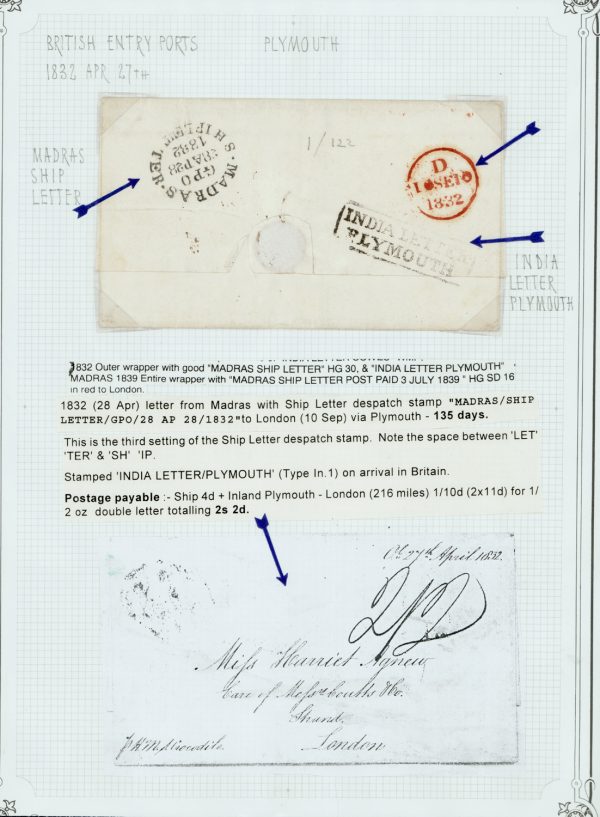 BRITISH ENTRY PORTS PLYMOUTH
1832 APR 27TH
MADRAS
SHIP
LETTER
S.MADRAS.
SHIP LET TER
GPO
28 AP 28
1832
1/122
D
10 SE 10
1832
INDIA LETTER
PLYMOUTH
INDIA
LETTER
PLYMOUTH
1832 Outer wrapper with good "MADRAS SHIP LETTER" HG 30, & "INDIA LETTER PLYMOUTH"
MADRAS 1839 Entire wrapper with "MADRAS SHIP LETTER POST PAID 3 JULY 1839 " HG SD 16
in red to London.
1832 (28 Apr) letter from Madras with Ship Letter despatch stamp "MADRAS/SHIP
LETTER/GPO/28 AP 28/1832"to London (10 Sep) via Plymouth - 135 days.
This is the third setting of the Ship Letter despatch stamp. Note the space between 'LET'
'TER' & 'SH' 'IP.
Stamped 'INDIA LETTER/PLYMOUTH' (Type In.1) on arrival in Britain.
Postage payable :- Ship 4d + Inland Plymouth - London (216 miles) 1/10d (2x11d) for 1/
2 oz double letter totalling 2s 2d.
27th April 1832.
2/2
Miss Harriet Agnew
Care of Messrs Coutts & Co.
Strand.
London
p H.M.S Crocodile.